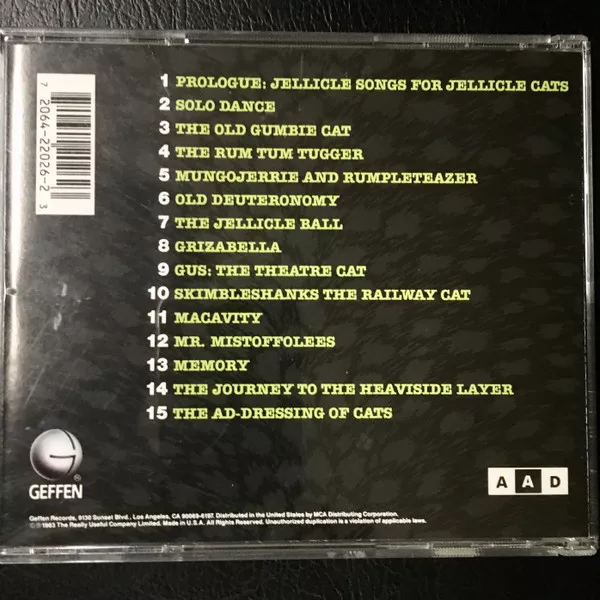 7 2064-22026-2 3
1 PROLOGUE: JELLICLE SONGS FOR JELLICLE CATS
2 SOLO DANCE
3 THE OLD GUMBIE CAT
4 THE RUM TUM TUGGER
5 MUNGOJERRIE AND RUMPLETEAZER
6 OLD DEUTERONOMY
7 THE JELLICLE BALL
8 GRIZABELLA
9 GUS: THE THEATRE CAT
10 SKIMBLESHANKS THE RAILWAY CAT
11 MACAVITY
12 MR. MISTOFFOLEES
13 MEMORY
14 THE JOURNEY TO THE HEAVISIDE LAYER
15 THE AD-DRESSING OF CATS
GEFFEN
A A D
Geffen Records, 9130 Sunset Blvd., Los Angeles, CA 90069-6197. Distributed in the United States by MCA Distributing Corporation.
©℗1983 The Really Useful Company Limited. Made in U.S.A. All Rights Reserved. Unauthorized duplication is a violation of applicable laws.